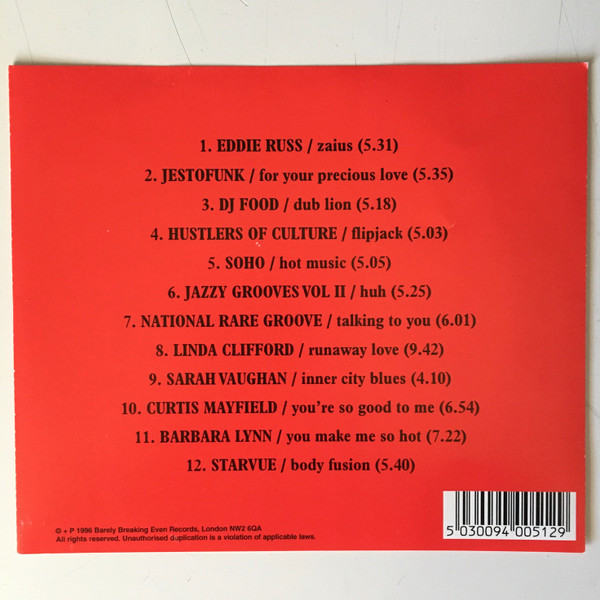 1. EDDIE RUSS / zaius (5.31)
2. JESTOFUNK / for your precious love (5.35)
3. DJ FOOD / dub lion (5.18)
4. HUSTLERS OF CULTURE / flipjack (5.03)
5. SOHO / hot music (5.05)
6. JAZZY GROOVES VOL II / huh (5.25)
7. NATIONAL RARE GROOVE / talking to you (6.01)
8. LINDA CLIFFORD / runaway love (9.42)
9. SARAH VAUGHAN / inner city blues (4.10)
10. CURTIS MAYFIELD / you're so good to me (6.54)
11. BARBARA LYNN / you make me so hot (7.22)
12. STARVUE / body fusion (5.40)
© + P 1996 Barely Breaking Even Records, London NW2 6QA
All rights reserved. Unauthorised duplication is a violation of applicable laws.
5 030094 005129